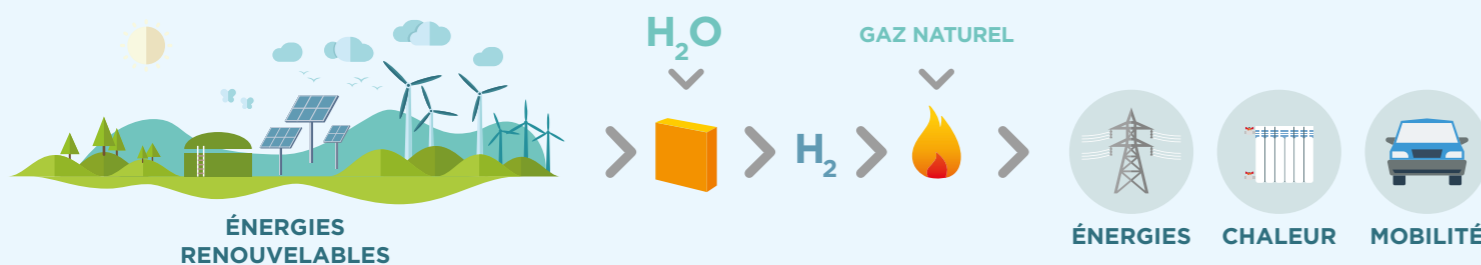 H₂O
GAZ NATUREL
H₂
ÉNERGIES
RENOUVELABLES
ÉNERGIES
CHALEUR
MOBILITÉ